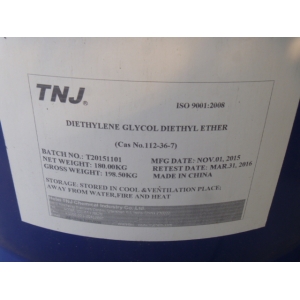 TNJ
ISO 9001:2008
DIETHYLENE GLYCOL DIETHYL ETHER
(Cas No.112-36-7)
BATCH NO.: T20151101 MFG DATE: NOV.01, 2015
NET WEIGHT: 180.00KG RETEST DATE: MAR.31, 2016
GROSS WEIGHT: 198.50KG MADE IN CHINA
STORAGE: STORED IN COOL &VENTILATION PLACE;
AWAY FROM WATER,FIRE AND HEAT